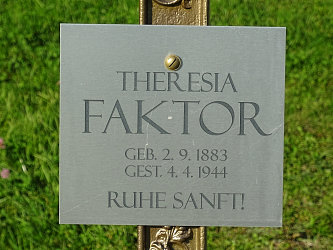 THERESIA
FAKTOR
GEB. 2. 9. 1883
GEST. 4. 4. 1944
RUHE SANFT!